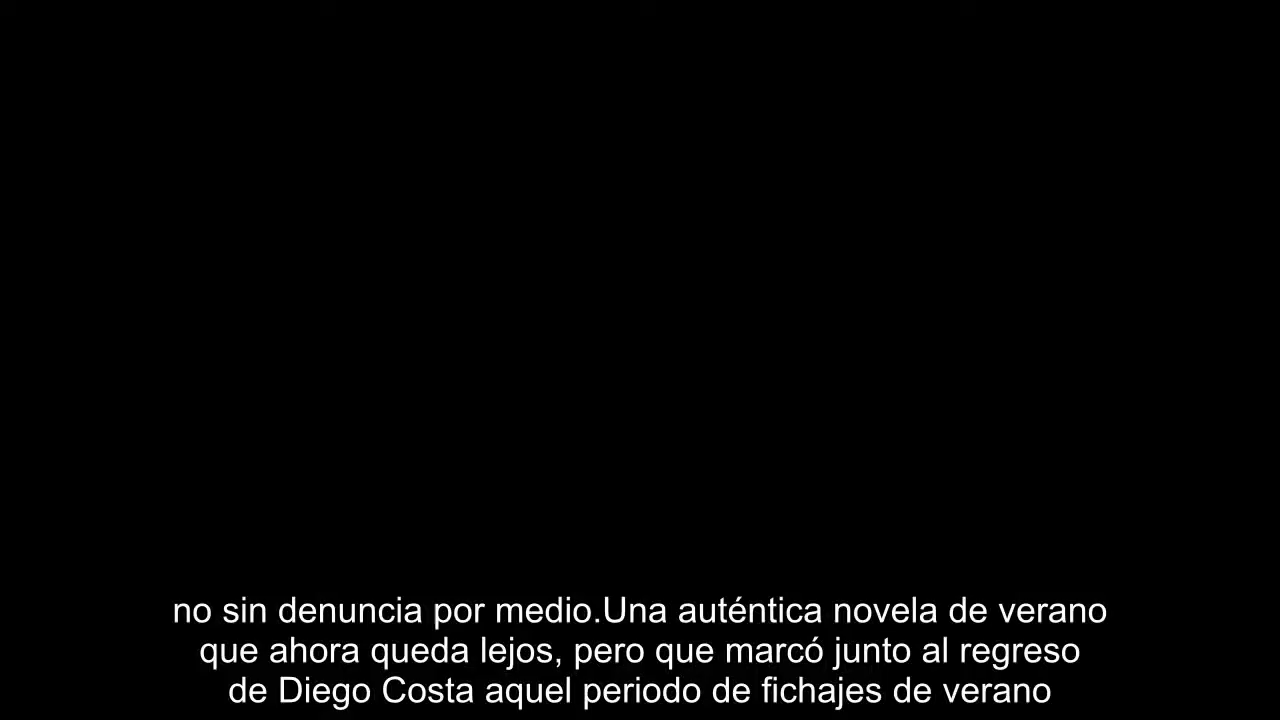 no sin denuncia por medio.Una auténtica novela de verano
que ahora queda lejos, pero que marcó junto al regreso
de Diego Costa aquel periodo de fichajes de verano